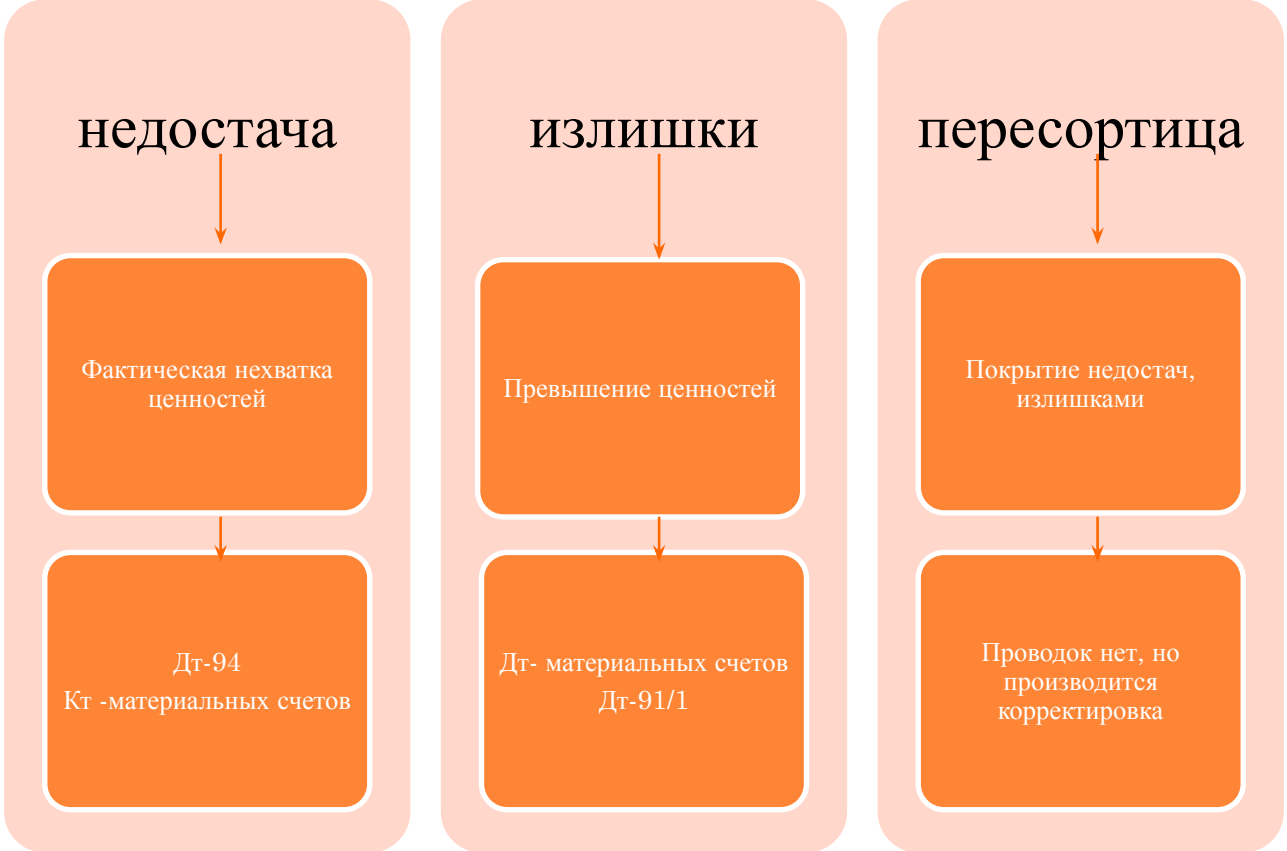 недостача
Фактическая нехватка
ценностей
Дт-94
Кт -материальных счетов
излишки
Превышение ценностей
Дт- материальных счетов
Дт-91/1
пересортица
Покрытие недостач,
излишками
Проводок нет, но
производится
корректировка